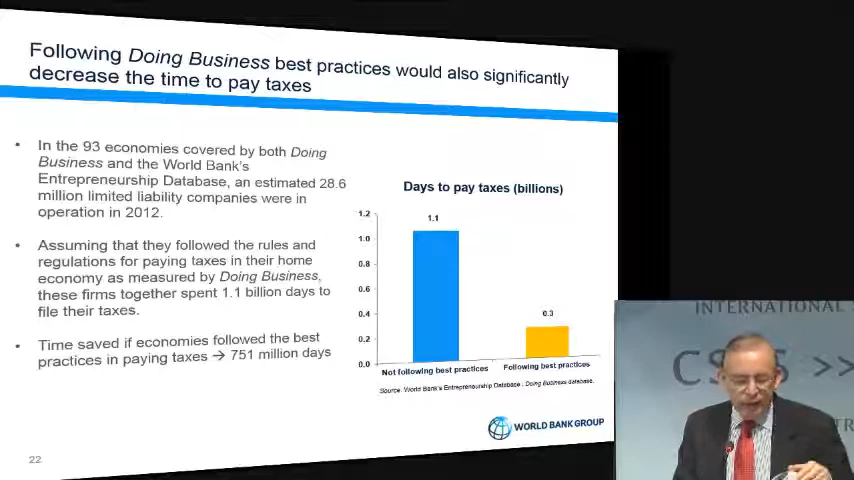 Following Doing Business best practices would also significantly
decrease the time to pay taxes
• In the 93 economies covered by both Doing
Business and the World Bank's
Entrepreneurship Database, an estimated 28.6
million limited liability companies were in
operation in 2012.
• Assuming that they followed the rules and
regulations for paying taxes in their home
economy as measured by Doing Business,
these firms together spent 1.1 billion days to
file their taxes.
• Time saved if economies followed the best
practices in paying taxes → 751 million days
Days to pay taxes (billions)
1.2
1.0
0.8
0.6
0.4
0.2
0.0
1.1
0.3
Not following best practices
Following best practices
Source: World Bank's Entrepreneurship Database; Doing Business database.
WORLD BANK GROUP
22
INTERNATIONAL
CSIS >>